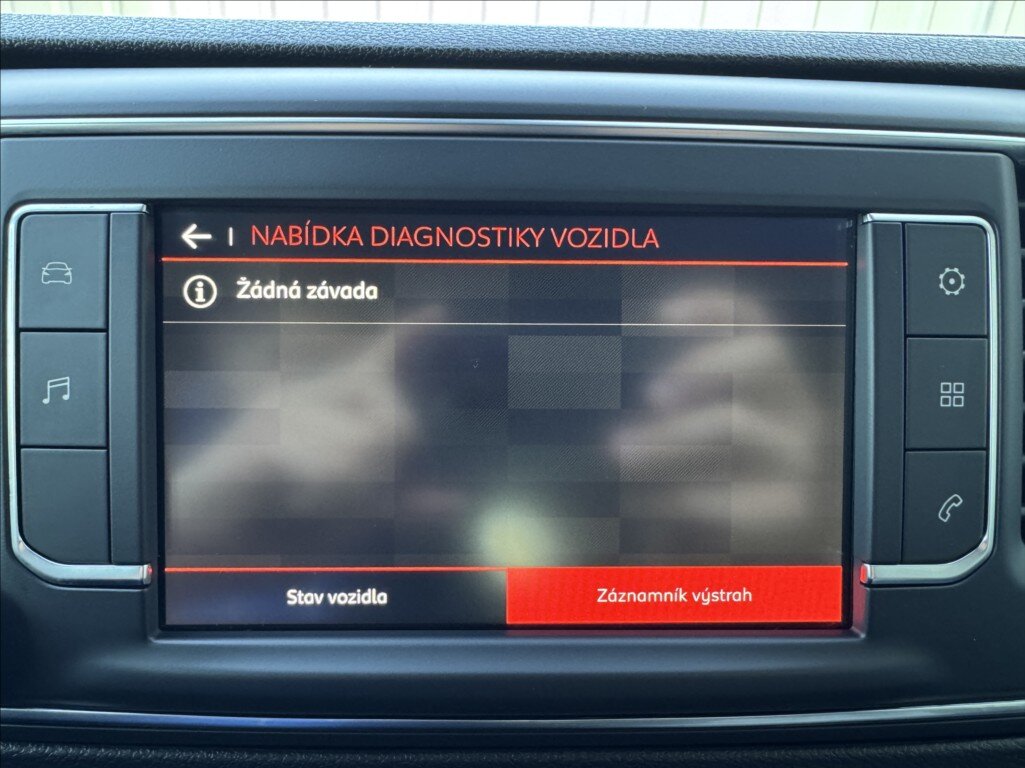 NABÍDKA DIAGNOSTIKY VOZIDLA
Žádná závada
Stav vozidla
Záznamník výstrah